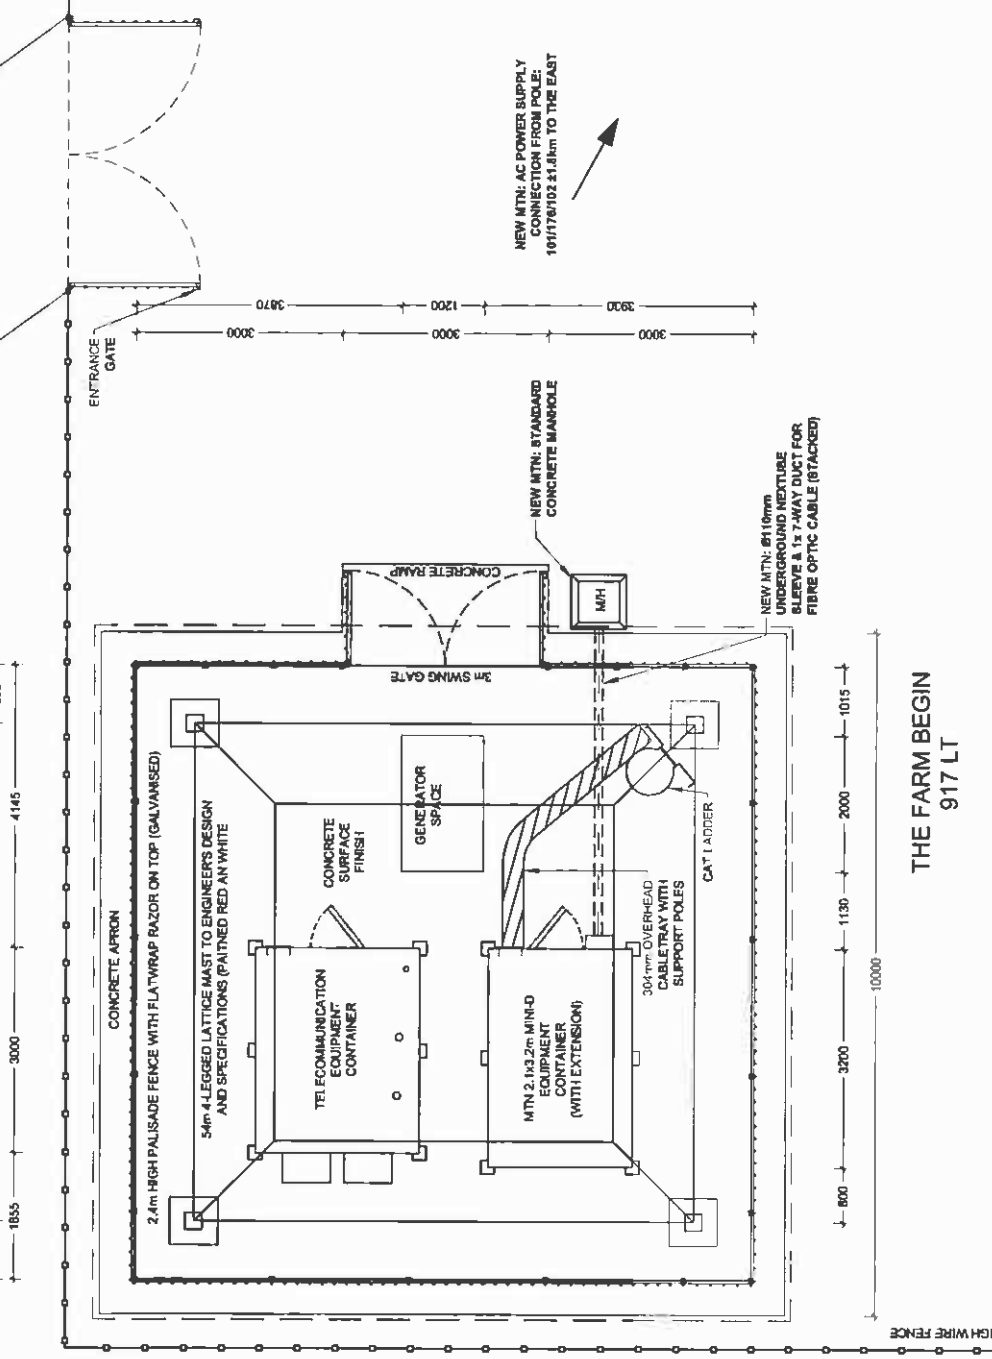 NEW MTN: AC POWER SUPPLY
CONNECTION FROM POLE:
101/176/102 ±1.8km TO THE EAST
ENTRANCE
GATE
3870
1200
3930
3000
3000
3000
NEW MTN: STANDARD
CONCRETE MANHOLE
M/H
NEW MTN: Ø110mm
UNDERGROUND NEXTUBE
SLEEVE & 1x 7-WAY DUCT FOR
FIBRE OPTIC CABLE (STACKED)
CONCRETE RAMP
3m SWING GATE
CONCRETE APRON
2.4m HIGH PALISADE FENCE WITH FLATWRAP RAZOR ON TOP (GALVANISED)
54m 4-LEGGED LATTICE MAST TO ENGINEER'S DESIGN
AND SPECIFICATIONS (PAITNED RED AN WHITE
CONCRETE
SURFACE
FINISH
GENERATOR
SPACE
TELECOMMUNICATION
EQUIPMENT
CONTAINER
MTN 2.1x3.2m MINI-D
EQUIPMENT
CONTAINER
(WITH EXTENSION)
304mm OVERHEAD
CABLETRAY WITH
SUPPORT POLES
CAT LADDER
4145
3000
1855
1015
2000
1130
3200
800
10000
THE FARM BEGIN
917 LT
WIRE FENCE